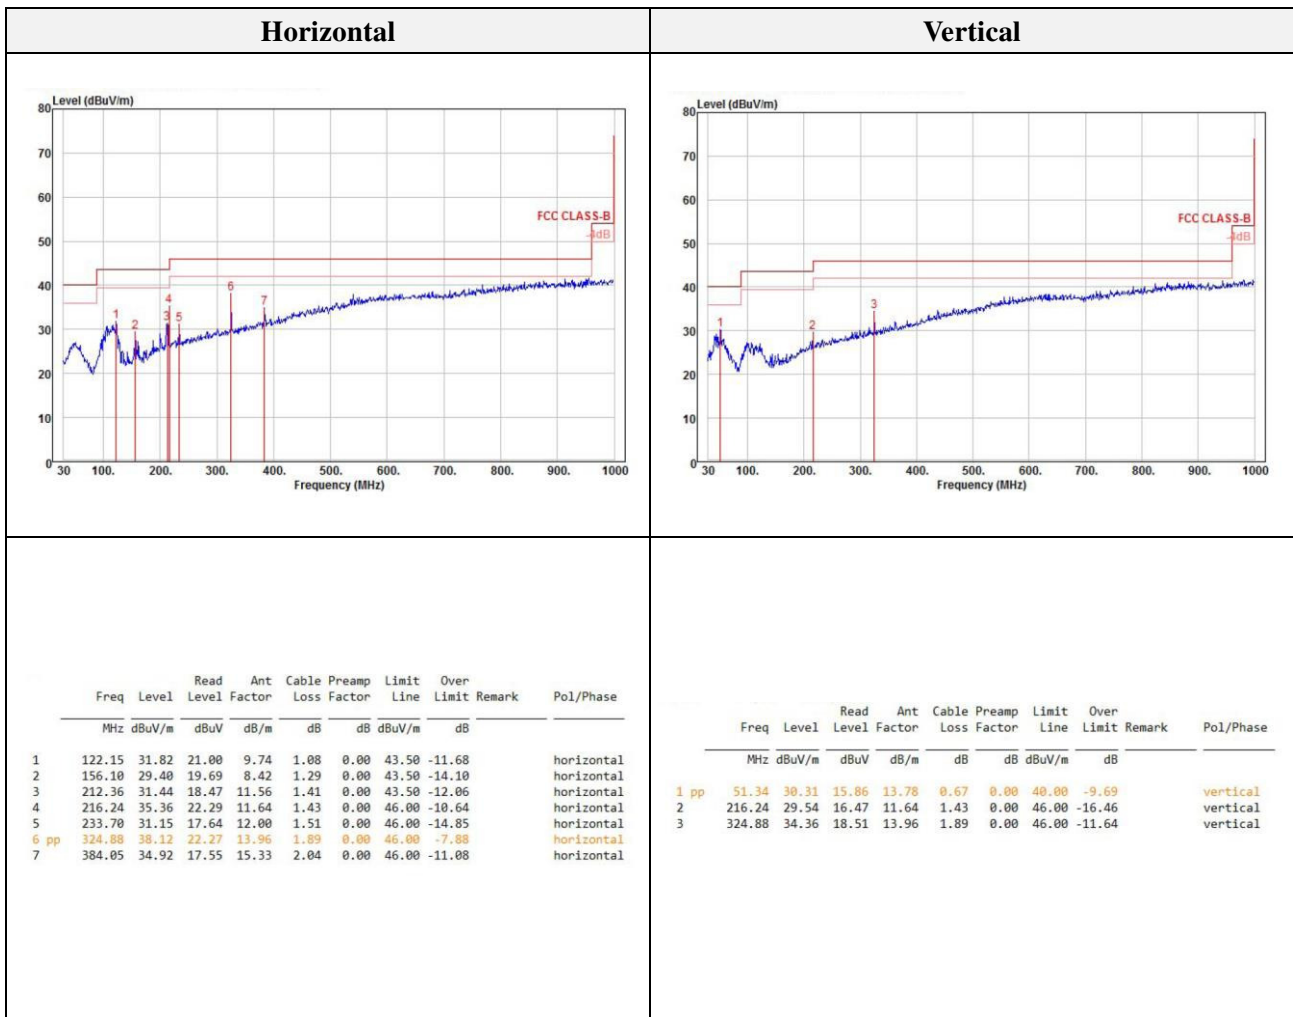 Horizontal
Vertical
Level (dBuV/m)
80
70
60
50
40
30
20
10
0
FCC CLASS-B
-4dB
1
2
3
4
5
6
7
30 100. 200. 300. 400. 500. 600. 700. 800. 900. 1000
Frequency (MHz)
Level (dBuV/m)
80
70
60
50
40
30
20
10
0
FCC CLASS-B
-4dB
1
2
3
30 100. 200. 300. 400. 500. 600. 700. 800. 900. 1000
Frequency (MHz)
Read Ant Cable Preamp Limit Over
Freq Level Level Factor Loss Factor Line Limit Remark Pol/Phase
MHz dBuV/m dBuV dB/m dB dB dBuV/m dB
1 122.15 31.82 21.00 9.74 1.08 0.00 43.50 -11.68 horizontal
2 156.10 29.40 19.69 8.42 1.29 0.00 43.50 -14.10 horizontal
3 212.36 31.44 18.47 11.56 1.41 0.00 43.50 -12.06 horizontal
4 216.24 35.36 22.29 11.64 1.43 0.00 46.00 -10.64 horizontal
5 233.70 31.15 17.64 12.00 1.51 0.00 46.00 -14.85 horizontal
6 pp 324.88 38.12 22.27 13.96 1.89 0.00 46.00 -7.88 horizontal
7 384.05 34.92 17.55 15.33 2.04 0.00 46.00 -11.08 horizontal
Read Ant Cable Preamp Limit Over
Freq Level Level Factor Loss Factor Line Limit Remark Pol/Phase
MHz dBuV/m dBuV dB/m dB dB dBuV/m dB
1 pp 51.34 30.31 15.86 13.78 0.67 0.00 40.00 -9.69 vertical
2 216.24 29.54 16.47 11.64 1.43 0.00 46.00 -16.46 vertical
3 324.88 34.36 18.51 13.96 1.89 0.00 46.00 -11.64 vertical